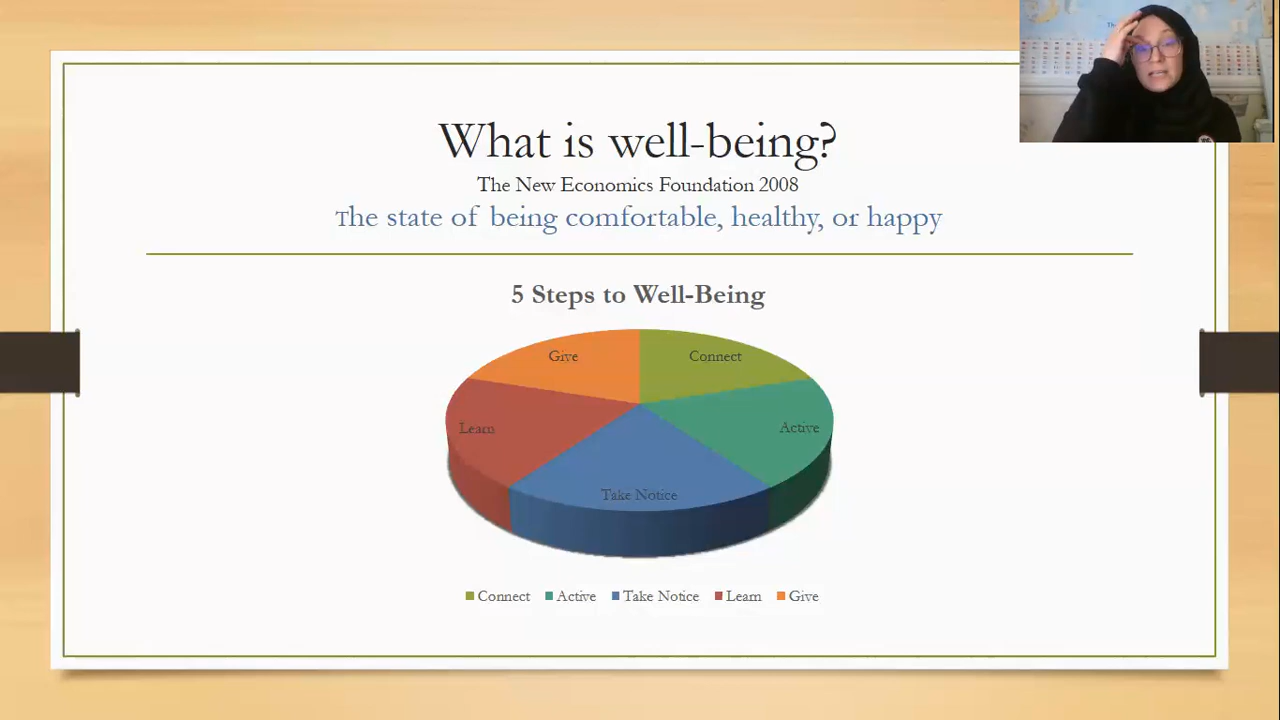 What is well-being?
The New Economics Foundation 2008
The state of being comfortable, healthy, or happy
5 Steps to Well-Being
Give
Connect
Learn
Active
Take Notice
Connect Active Take Notice Learn Give